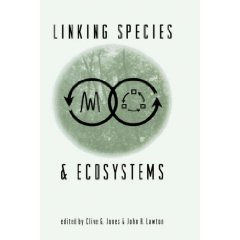 LINKING SPECIES
& ECOSYSTEMS
edited by Clive G. Jones & John H. Lawton